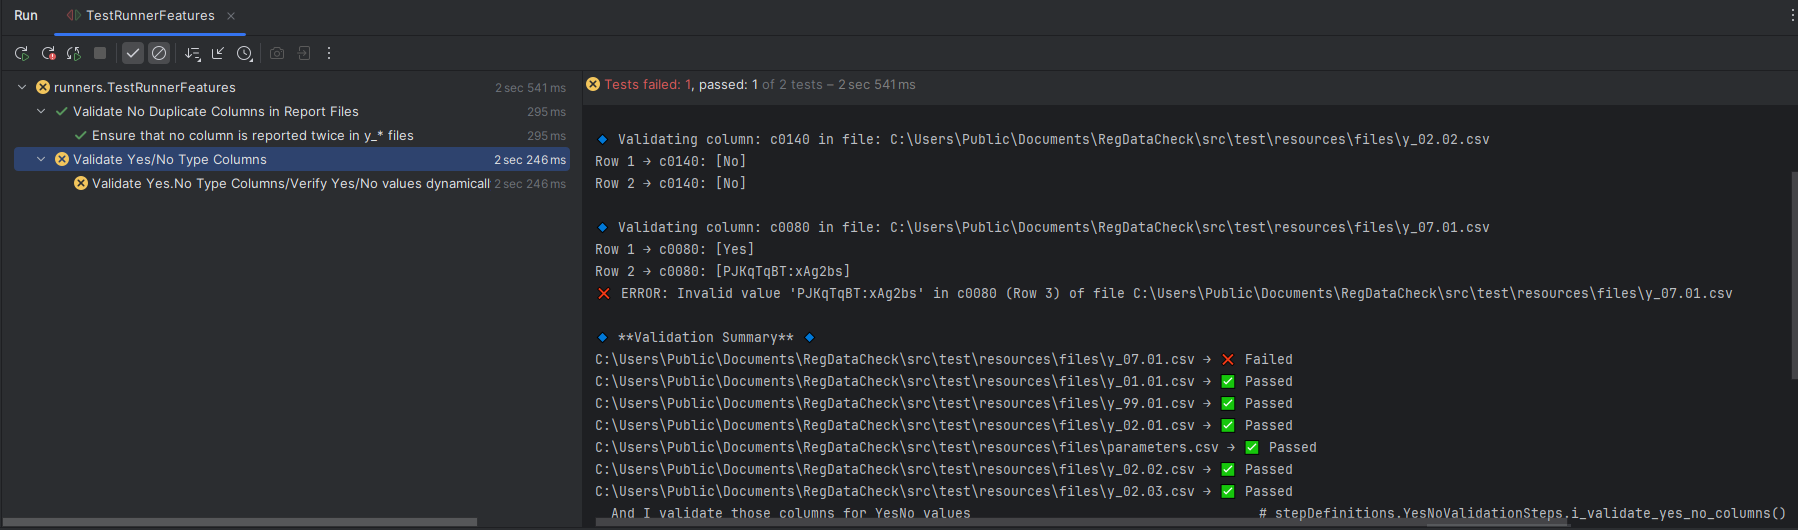 Run TestRunnerFeatures
runners.TestRunnerFeatures 2 sec 541 ms
Validate No Duplicate Columns in Report Files 295 ms
Ensure that no column is reported twice in y_* files 295 ms
Validate Yes/No Type Columns 2 sec 246 ms
Validate Yes.No Type Columns/Verify Yes/No values dynamicall 2 sec 246 ms
Tests failed: 1, passed: 1 of 2 tests – 2 sec 541 ms
🔹 Validating column: c0140 in file: C:\Users\Public\Documents\RegDataCheck\src\test\resources\files\y_02.02.csv
Row 1 → c0140: [No]
Row 2 → c0140: [No]
🔹 Validating column: c0080 in file: C:\Users\Public\Documents\RegDataCheck\src\test\resources\files\y_07.01.csv
Row 1 → c0080: [Yes]
Row 2 → c0080: [PJKqTqBT:xAg2bs]
❌ ERROR: Invalid value 'PJKqTqBT:xAg2bs' in c0080 (Row 3) of file C:\Users\Public\Documents\RegDataCheck\src\test\resources\files\y_07.01.csv
🔹 **Validation Summary** 🔹
C:\Users\Public\Documents\RegDataCheck\src\test\resources\files\y_07.01.csv → ❌ Failed
C:\Users\Public\Documents\RegDataCheck\src\test\resources\files\y_01.01.csv → ✅ Passed
C:\Users\Public\Documents\RegDataCheck\src\test\resources\files\y_99.01.csv → ✅ Passed
C:\Users\Public\Documents\RegDataCheck\src\test\resources\files\y_02.01.csv → ✅ Passed
C:\Users\Public\Documents\RegDataCheck\src\test\resources\files\parameters.csv → ✅ Passed
C:\Users\Public\Documents\RegDataCheck\src\test\resources\files\y_02.02.csv → ✅ Passed
C:\Users\Public\Documents\RegDataCheck\src\test\resources\files\y_02.03.csv → ✅ Passed
And I validate those columns for YesNo values # stepDefinitions.YesNoValidationSteps.i_validate_yes_no_columns()